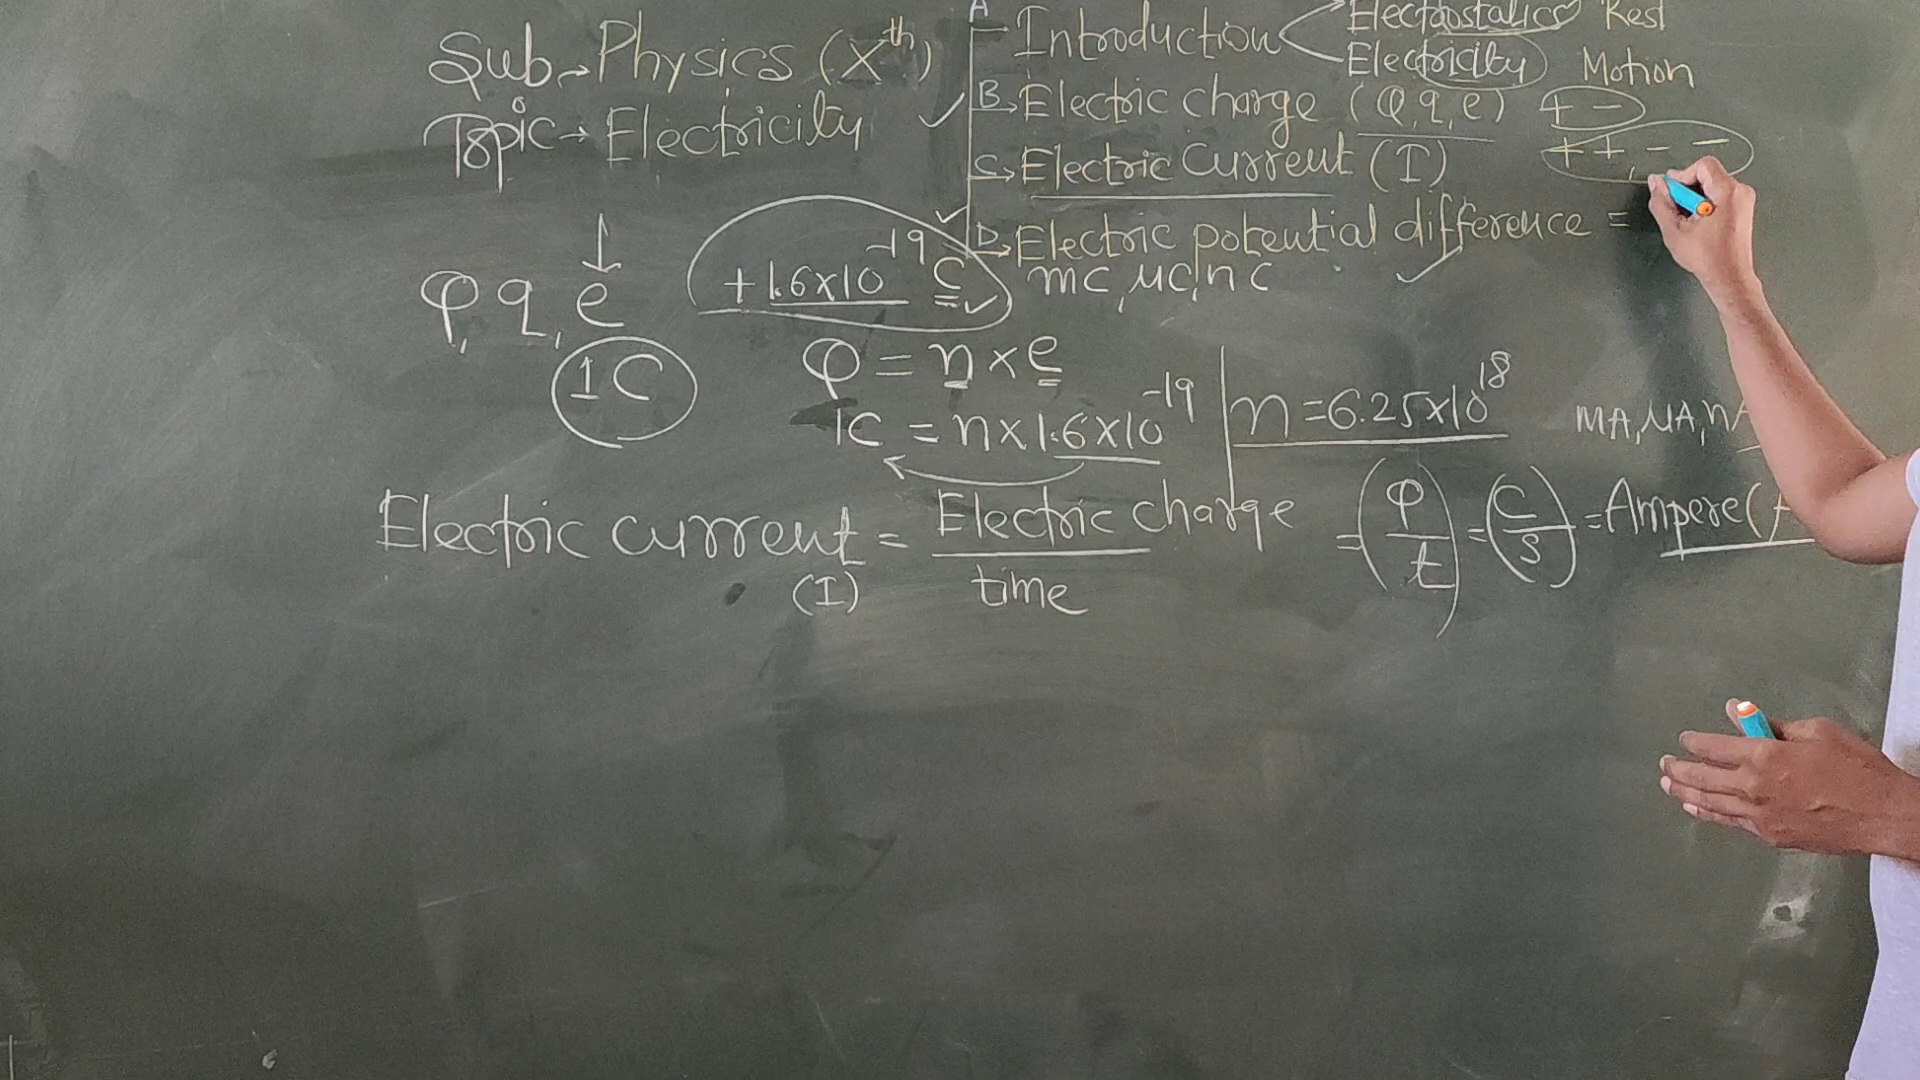 Sub → Physics (Xth)
Topic → Electricity
A Introduction
Electrostatics Rest
Electricity Motion
B → Electric charge (Q, q, e) + -
C → Electric Current (I) + +, - -
D → Electric potential difference =
Q, q, e
+1.6×10⁻¹⁹ C
mC, μC, nC
1C
Q = n × e
1C = n×1.6×10⁻¹⁹
n = 6.25×10¹⁸
MA, μA, nA
Electric current = Electric charge / time = (Q/t) = (C/s) = Ampere (
(I)